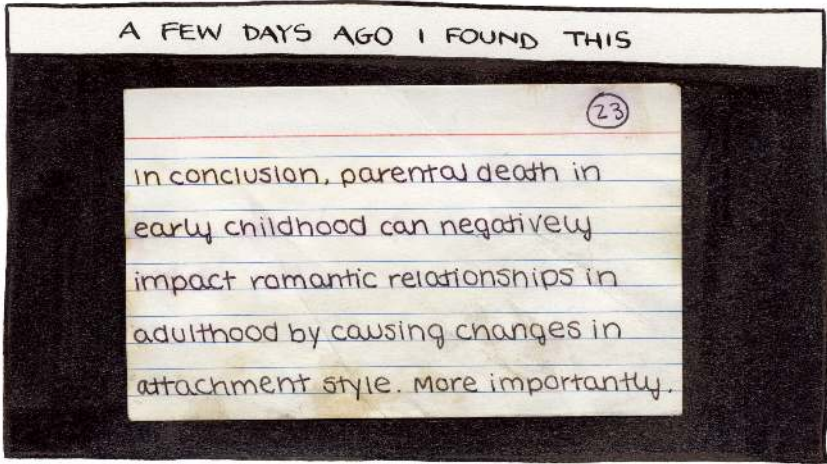 A FEW DAYS AGO I FOUND THIS
23
In conclusion, parental death in
early childhood can negatively
impact romantic relationships in
adulthood by causing changes in
attachment style. More importantly.